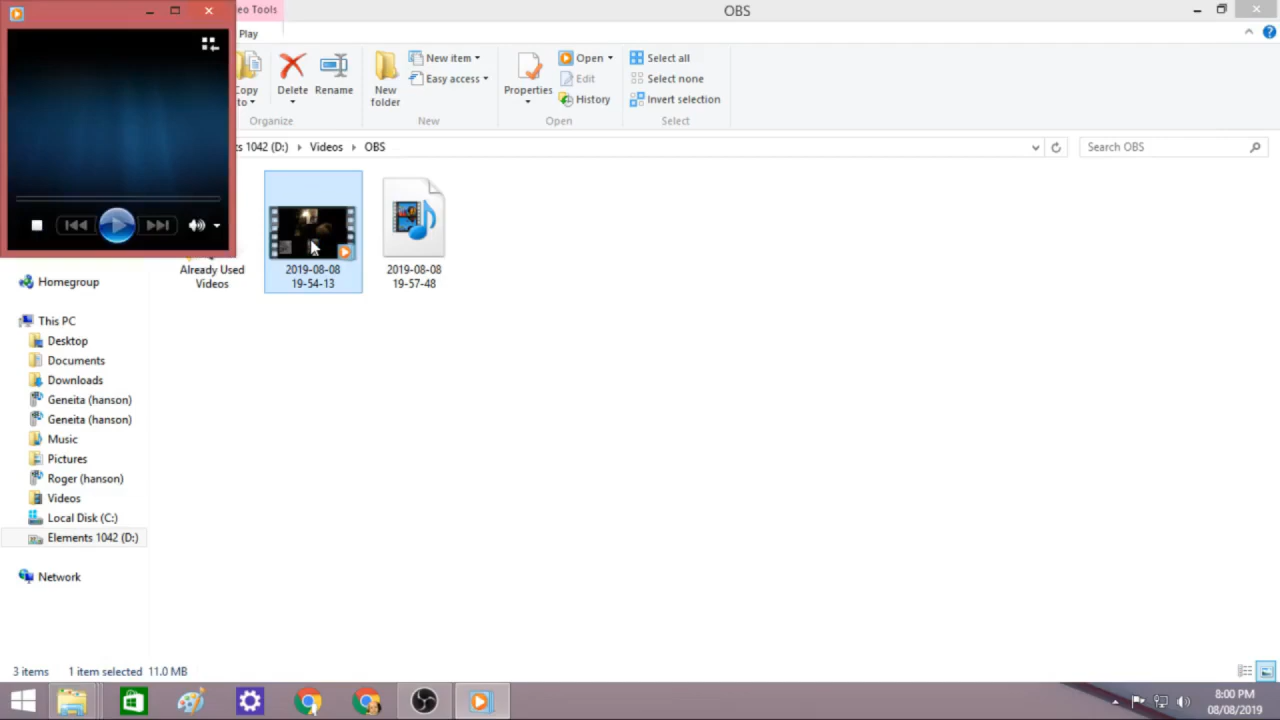 eo Tools
OBS
Play
Copy
to
Delete
Rename
New
folder
New item
Easy access
Properties
Open
Edit
History
Select all
Select none
Invert selection
Organize
New
Open
Select
s 1042 (D:)
Videos
OBS
Search OBS
Already Used
Videos
2019-08-08
19-54-13
2019-08-08
19-57-48
Homegroup
This PC
Desktop
Documents
Downloads
Geneita (hanson)
Geneita (hanson)
Music
Pictures
Roger (hanson)
Videos
Local Disk (C:)
Elements 1042 (D:)
Network
3 items
1 item selected 11.0 MB
8:00 PM
08/08/2019